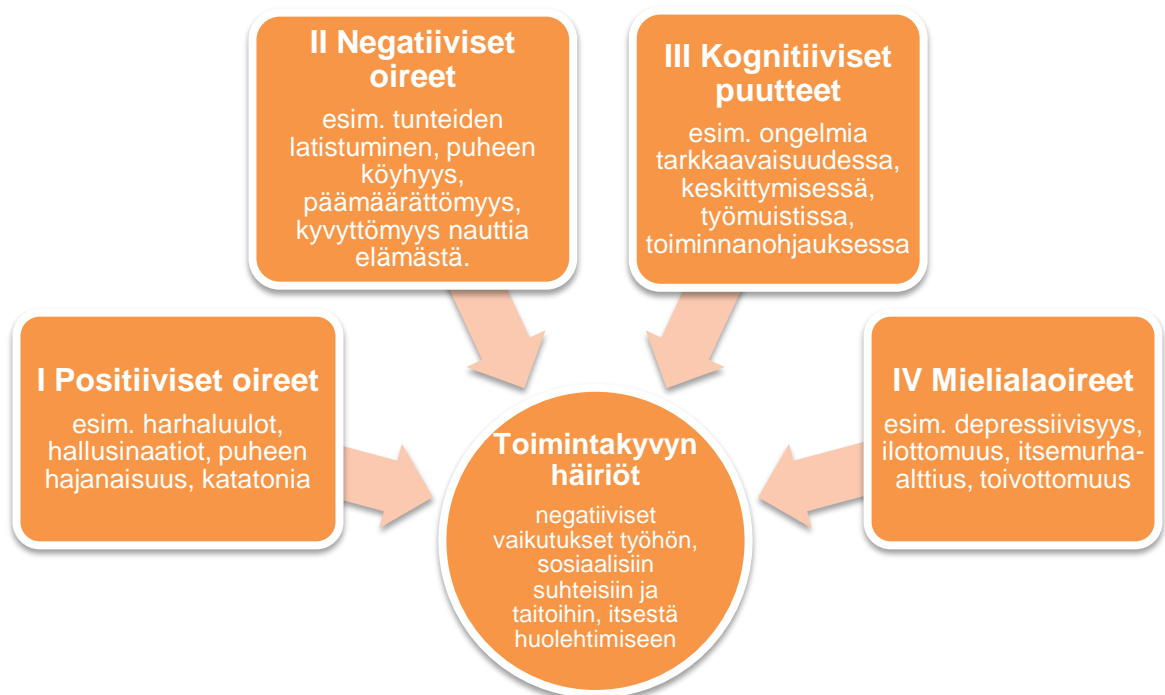 I Positiiviset oireet
esim. harhaluulot,
hallusinaatiot, puheen
hajanaisuus, katatonia
II Negatiiviset
oireet
esim. tunteiden
latistuminen, puheen
köyhyys,
päämäärättömyys,
kyvyttömyys nauttia
elämästä.
III Kognitiiviset
puutteet
esim. ongelmia
tarkkaavaisuudessa,
keskittymisessä,
työmuistissa,
toiminnanohjauksessa
IV Mielialaoireet
esim. depressiivisyys,
ilottomuus, itsemurha-
alttius, toivottomuus
Toimintakyvyn
häiriöt
negatiiviset
vaikutukset työhön,
sosiaalisiin
suhteisiin ja
taitoihin, itsestä
huolehtimiseen